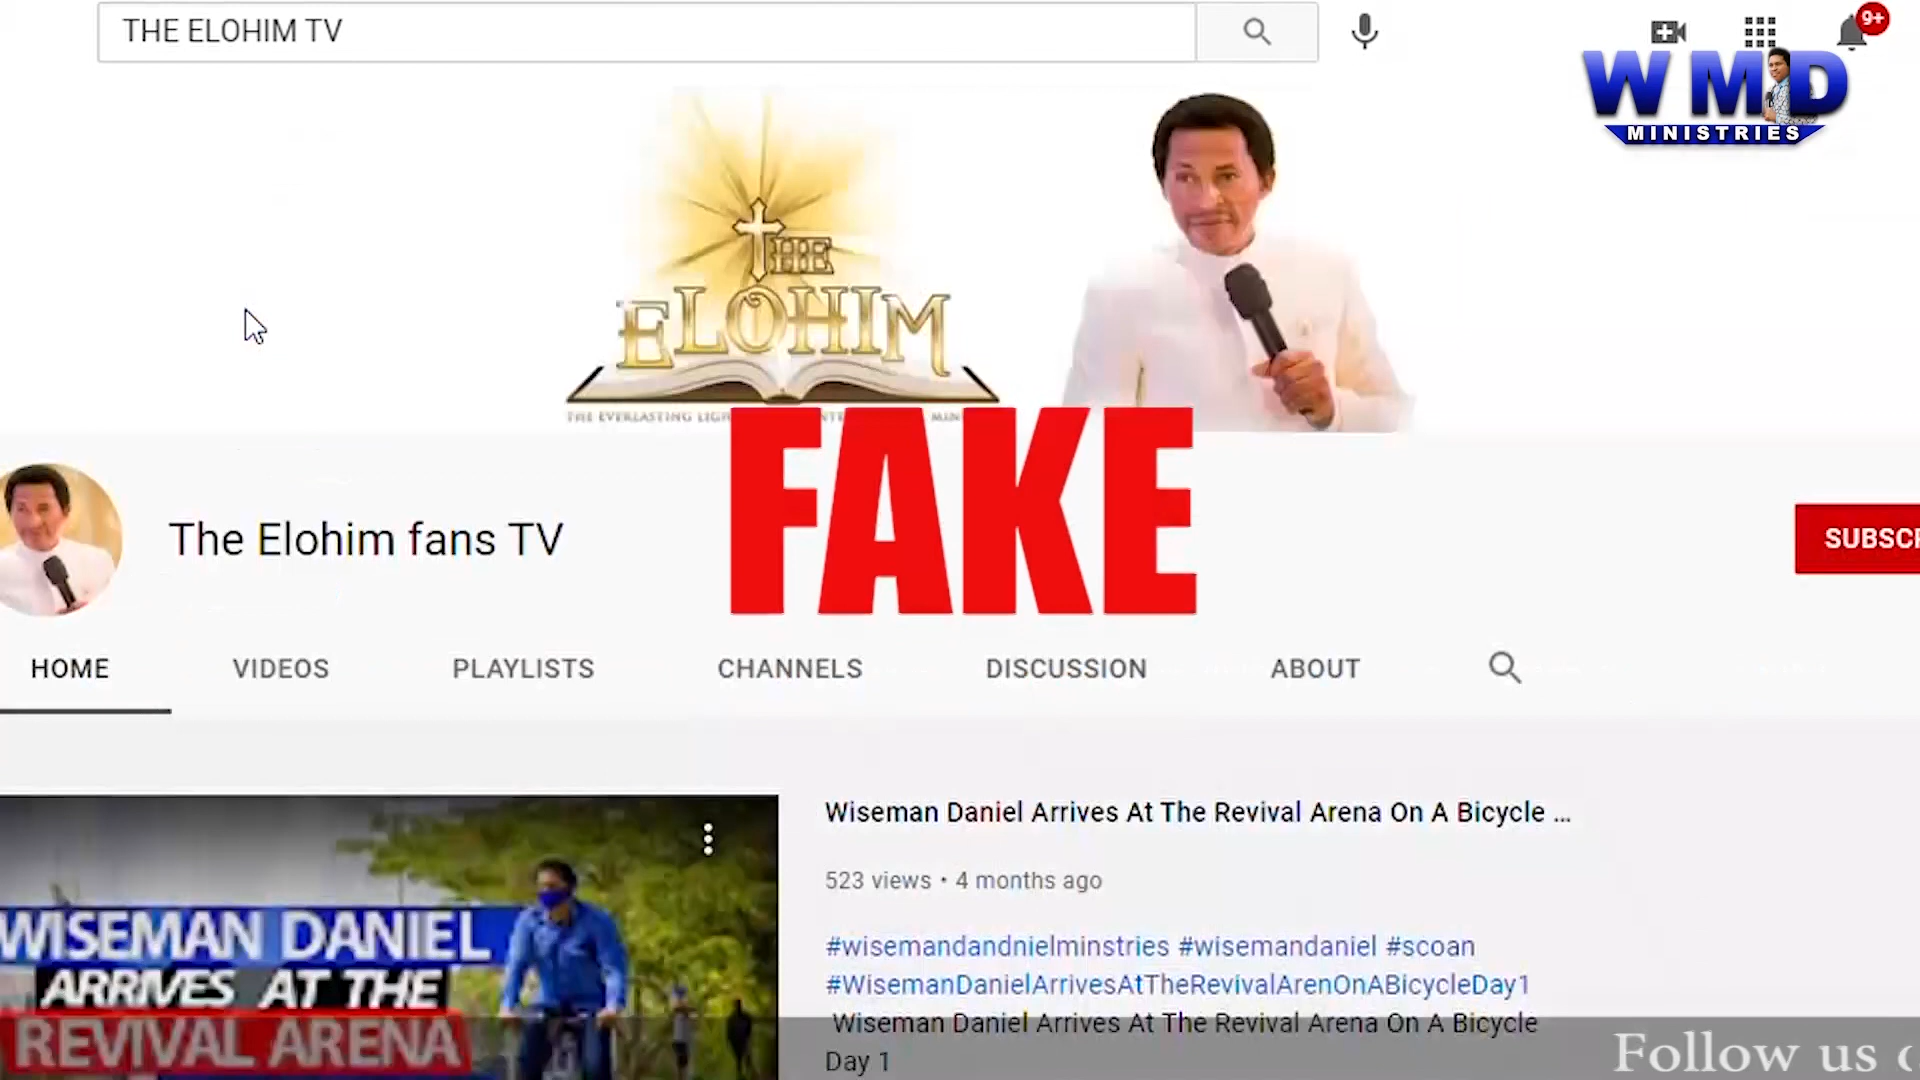 THE ELOHIM TV
9+
WMD
MINISTRIES
THE
ELOHIM
THE EVERLASTING
FAKE
The Elohim fans TV
SUBSCR
HOME
VIDEOS
PLAYLISTS
CHANNELS
DISCUSSION
ABOUT
WISEMAN DANIEL
ARRIVES AT THE
REVIVAL ARENA
Wiseman Daniel Arrives At The Revival Arena On A Bicycle ...
523 views • 4 months ago
#wisemandandnielminstries #wisemandaniel #scoan
#WisemanDanielArrivesAtTheRevivalArenOnABicycleDay1
Wiseman Daniel Arrives At The Revival Arena On A Bicycle
Day 1
Follow us